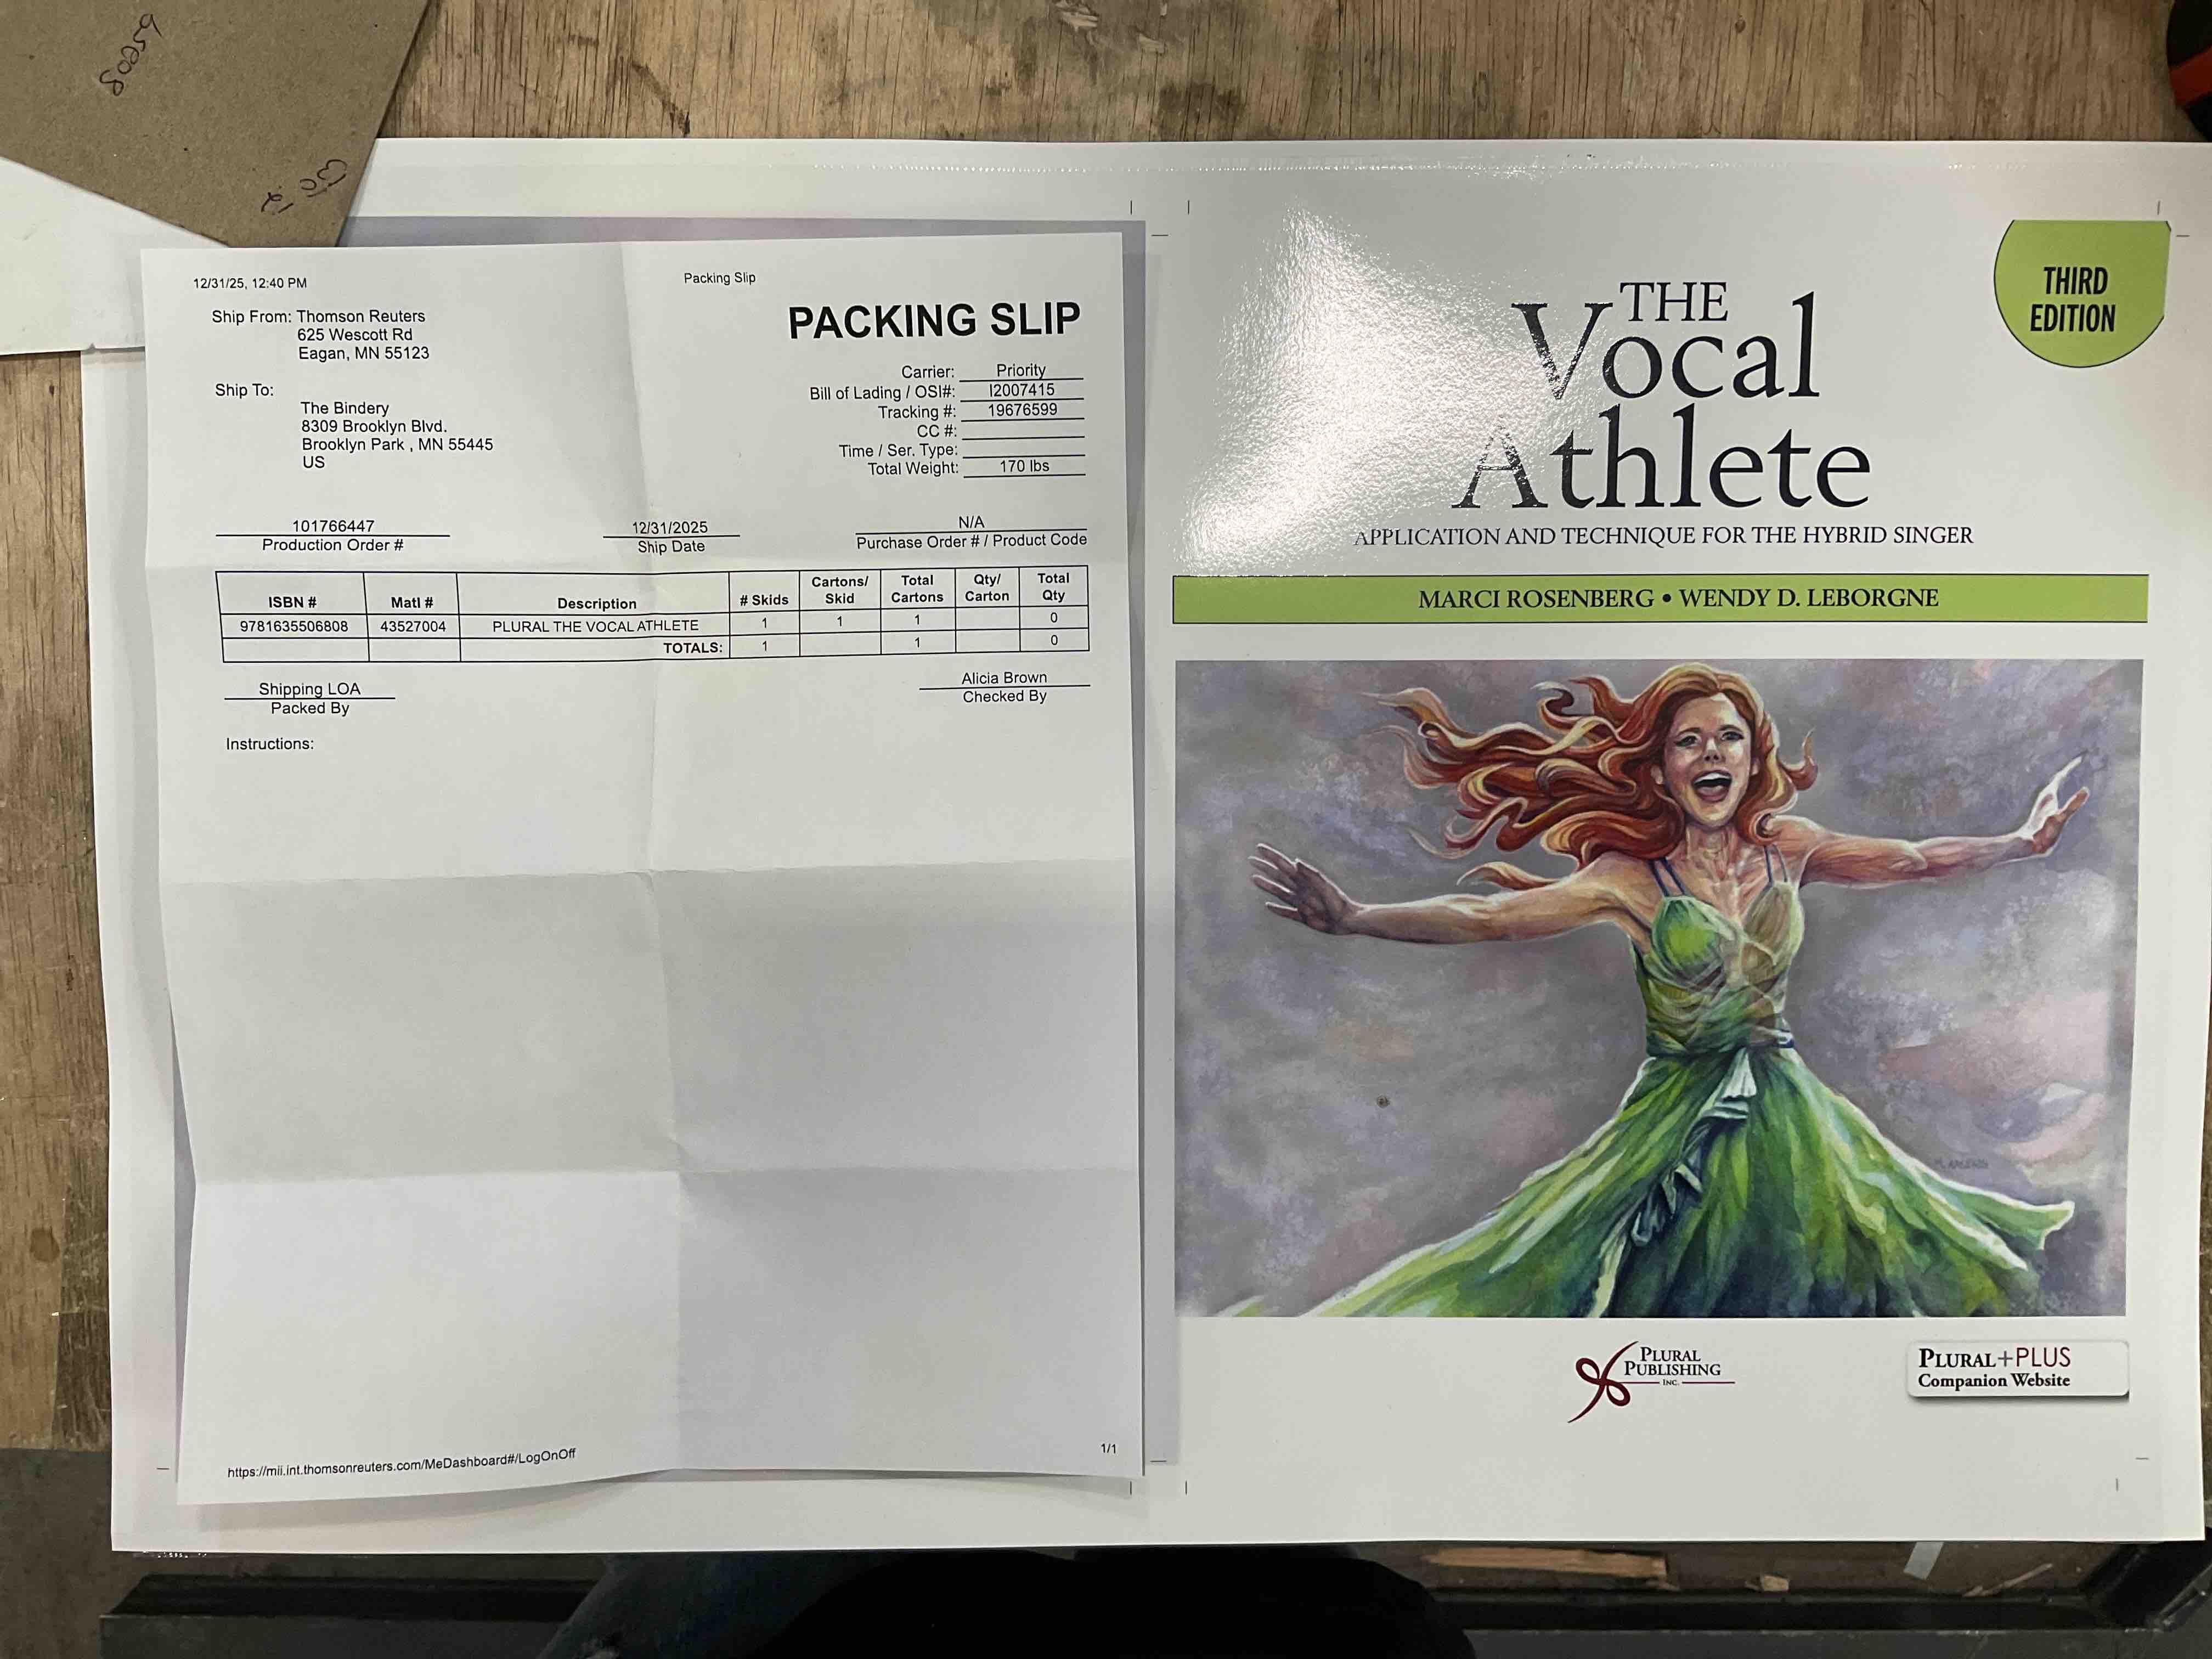 80259
12/31/25, 12:40 PM
Packing Slip
PACKING SLIP
Ship From: Thomson Reuters
625 Wescott Rd
Eagan, MN 55123
Ship To:
The Bindery
8309 Brooklyn Blvd.
Brooklyn Park , MN 55445
US
Carrier: Priority
Bill of Lading / OSI#: I2007415
Tracking #: 19676599
CC #:
Time / Ser. Type:
Total Weight: 170 lbs
101766447
Production Order #
12/31/2025
Ship Date
N/A
Purchase Order # / Product Code
ISBN # Matl # Description # Skids Cartons/ Skid Total Cartons Qty/ Carton Total Qty
9781635506808 43527004 PLURAL THE VOCAL ATHLETE 1 1 1 0
TOTALS: 1 1 0
Shipping LOA
Packed By
Alicia Brown
Checked By
Instructions:
https://mii.int.thomsonreuters.com/MeDashboard#/LogOnOff
1/1
THIRD
EDITION
THE
Vocal
Athlete
APPLICATION AND TECHNIQUE FOR THE HYBRID SINGER
MARCI ROSENBERG • WENDY D. LEBORGNE
PLURAL
PUBLISHING
INC.
PLURAL+PLUS
Companion Website